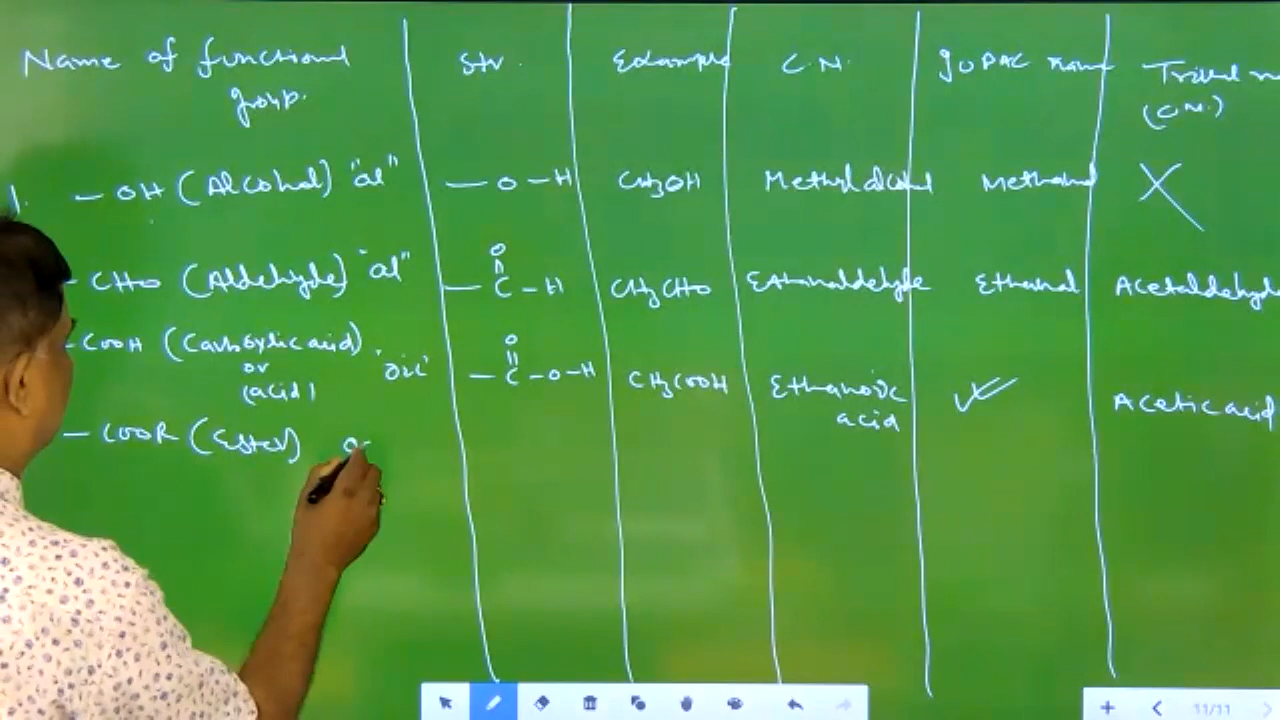 Name of functional group. Str. Example C.N. IUPAC name Trivial
(C.N.)
1. - OH (Alcohol) "al" - O - H CH3OH Methyl alcohol Methanol X
- CHO (Aldehyde) "al" - C - H CH3CHO Ethanaldehyde Ethanal Acetaldehyde
O
||
- COOH (Carboxylic acid) or (acid) "oic" - C - O - H CH3COOH Ethanoic acid ✓ Acetic acid
O
||
- COOR (Ester)
11/11